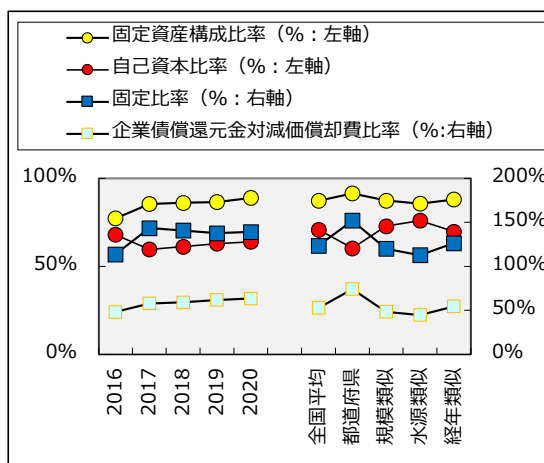 固定資産構成比率（%：左軸）
自己資本比率（%：左軸）
固定比率（%：右軸）
企業債償還元金対減価償却費比率（%:右軸）
100%
200%
150%
50%
100%
50%
0%
0%
2016
2017
2018
2019
2020
全国平均
都道府県
規模類似
水源類似
経年類似